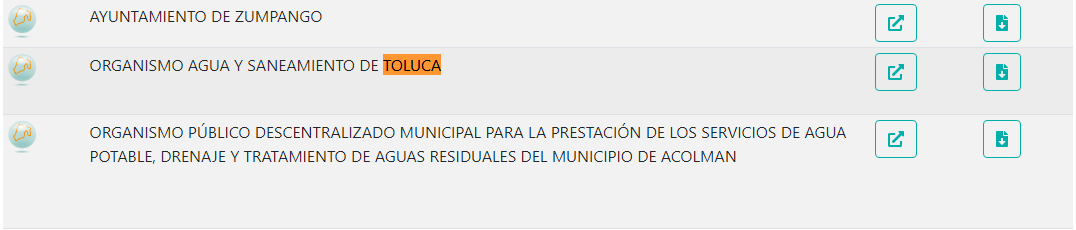 AYUNTAMIENTO DE ZUMPANGO
ORGANISMO AGUA Y SANEAMIENTO DE TOLUCA
ORGANISMO PÚBLICO DESCENTRALIZADO MUNICIPAL PARA LA PRESTACIÓN DE LOS SERVICIOS DE AGUA
POTABLE, DRENAJE Y TRATAMIENTO DE AGUAS RESIDUALES DEL MUNICIPIO DE ACOLMAN